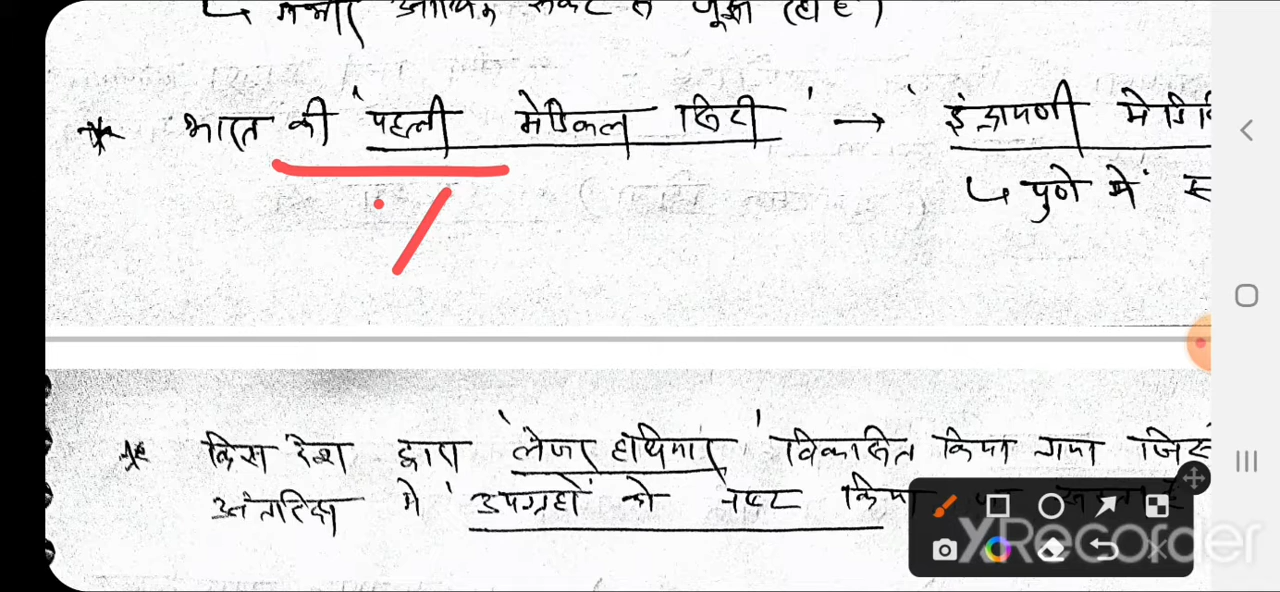 * भारत की 'पहली मेडिकल सिटी' → 'इंद्रायणी मेडि
↳ पुणे में
* किस देश द्वारा 'लेजर हथियार' विकसित किया गया
अंतरिक्ष में उपग्रहों को नष्ट किया
XRecorder